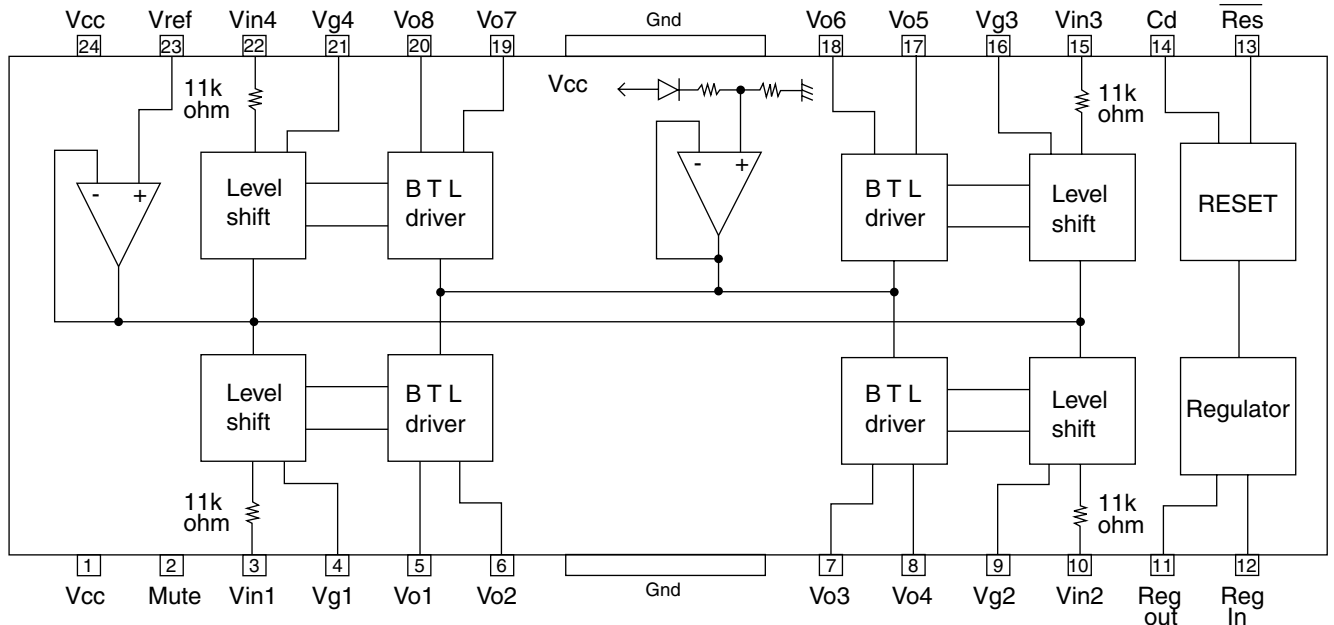 Vcc Vref Vin4 Vg4 Vo8 Vo7 Gnd Vo6 Vo5 Vg3 Vin3 Cd Res
24 23 22 21 20 19 18 17 16 15 14 13
11k
ohm
Vcc
11k
ohm
- +
Level
shift
B T L
driver
- +
B T L
driver
Level
shift
RESET
Level
shift
B T L
driver
B T L
driver
Level
shift
Regulator
11k
ohm
11k
ohm
1 2 3 4 5 6 7 8 9 10 11 12
Vcc Mute Vin1 Vg1 Vo1 Vo2 Gnd Vo3 Vo4 Vg2 Vin2 Reg
out
Reg
In